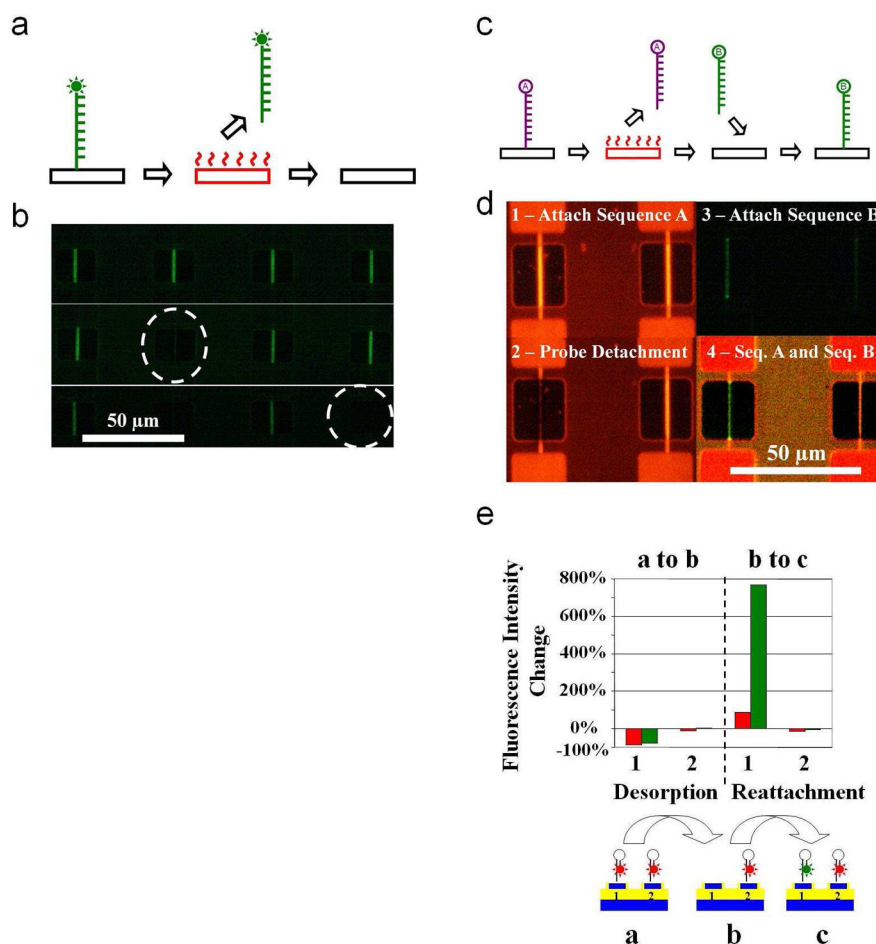 a
b
50 µm
c
A
A
B
B
d
1 – Attach Sequence A
3 – Attach Sequence B
2 – Probe Detachment
4 – Seq. A and Seq. B
50 µm
e
a to b
b to c
Fluorescence Intensity
Change
800%
600%
400%
200%
0%
-100%
1
2
1
2
Desorption
Reattachment
1
2
1
2
1
2
a
b
c